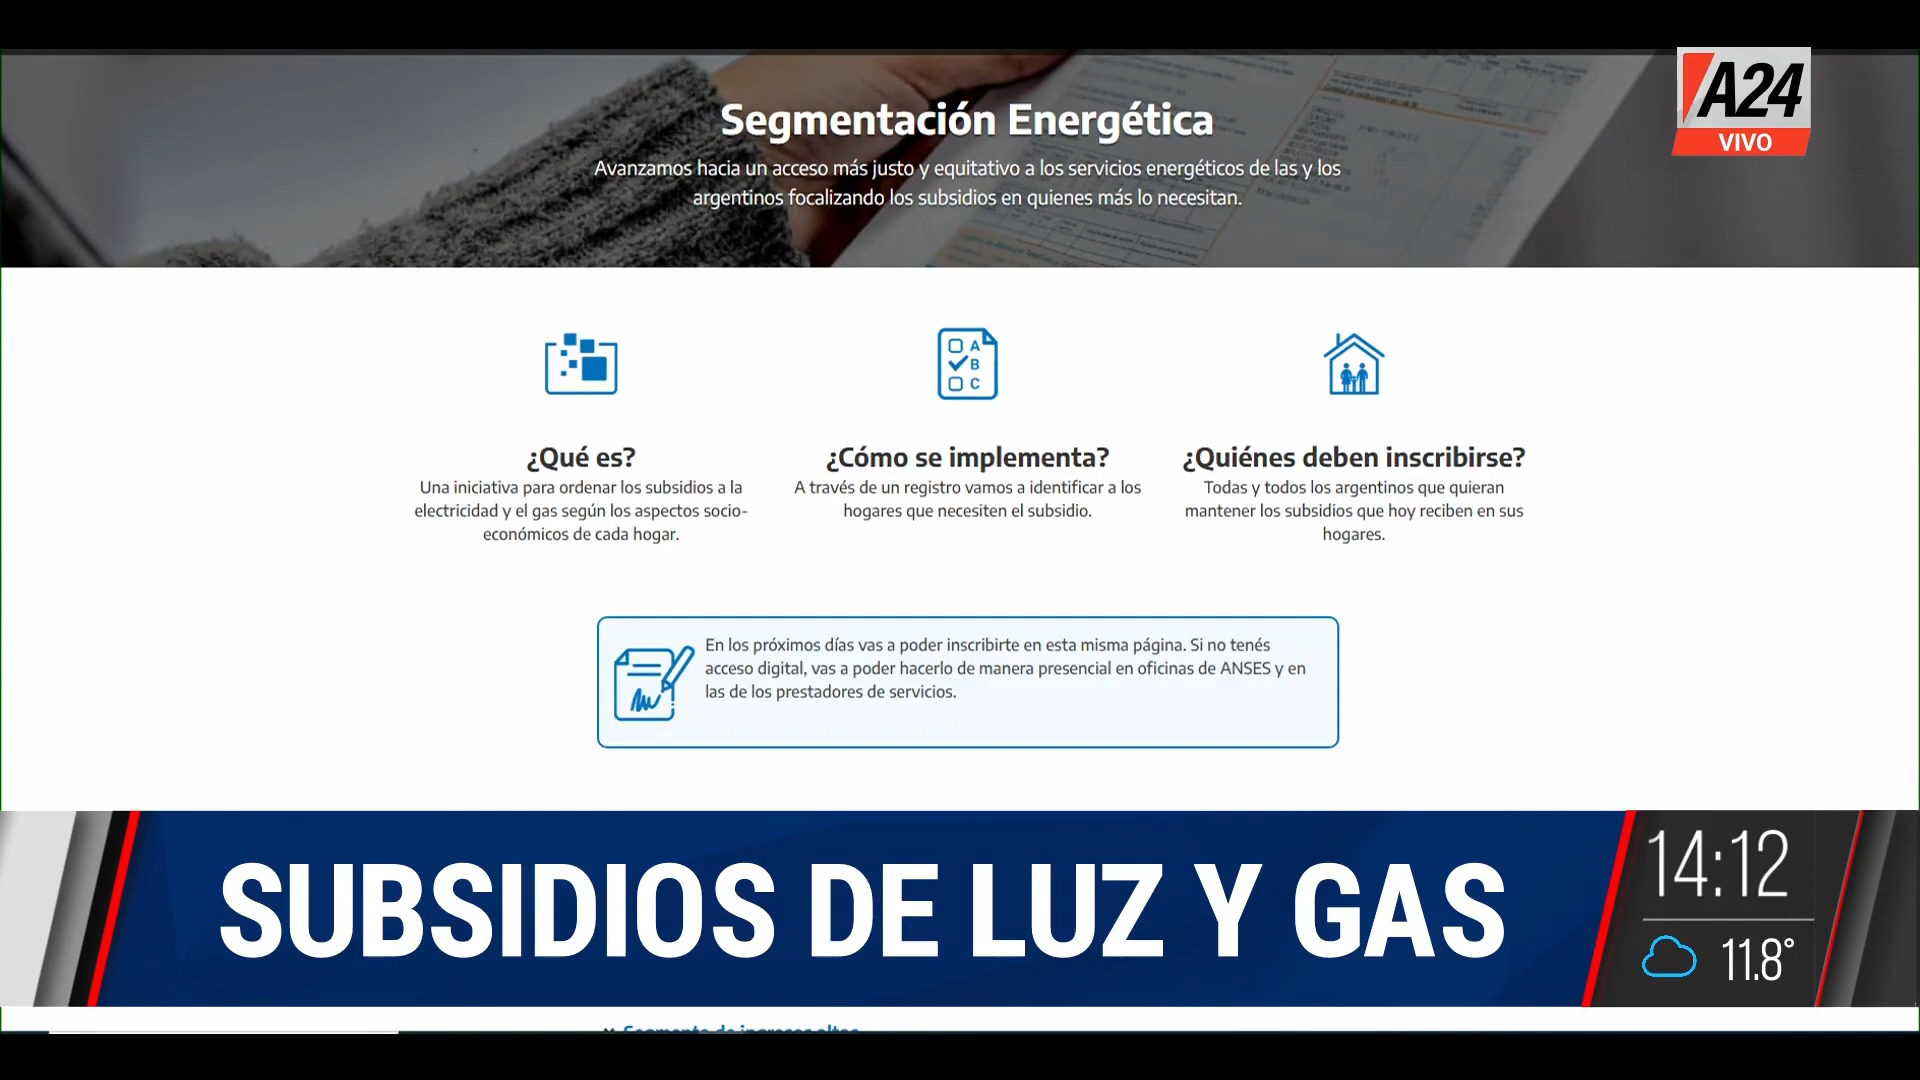 A24
VIVO
Segmentación Energética
Avanzamos hacia un acceso más justo y equitativo a los servicios energéticos de las y los
argentinos focalizando los subsidios en quienes más lo necesitan.
A
B
C
¿Qué es?
Una iniciativa para ordenar los subsidios a la
electricidad y el gas según los aspectos socio-
económicos de cada hogar.
¿Cómo se implementa?
A través de un registro vamos a identificar a los
hogares que necesiten el subsidio.
¿Quiénes deben inscribirse?
Todas y todos los argentinos que quieran
mantener los subsidios que hoy reciben en sus
hogares.
En los próximos días vas a poder inscribirte en esta misma página. Si no tenés
acceso digital, vas a poder hacerlo de manera presencial en oficinas de ANSES y en
las de los prestadores de servicios.
SUBSIDIOS DE LUZ Y GAS
14:12
11.8°
Segmento de ingresos altos